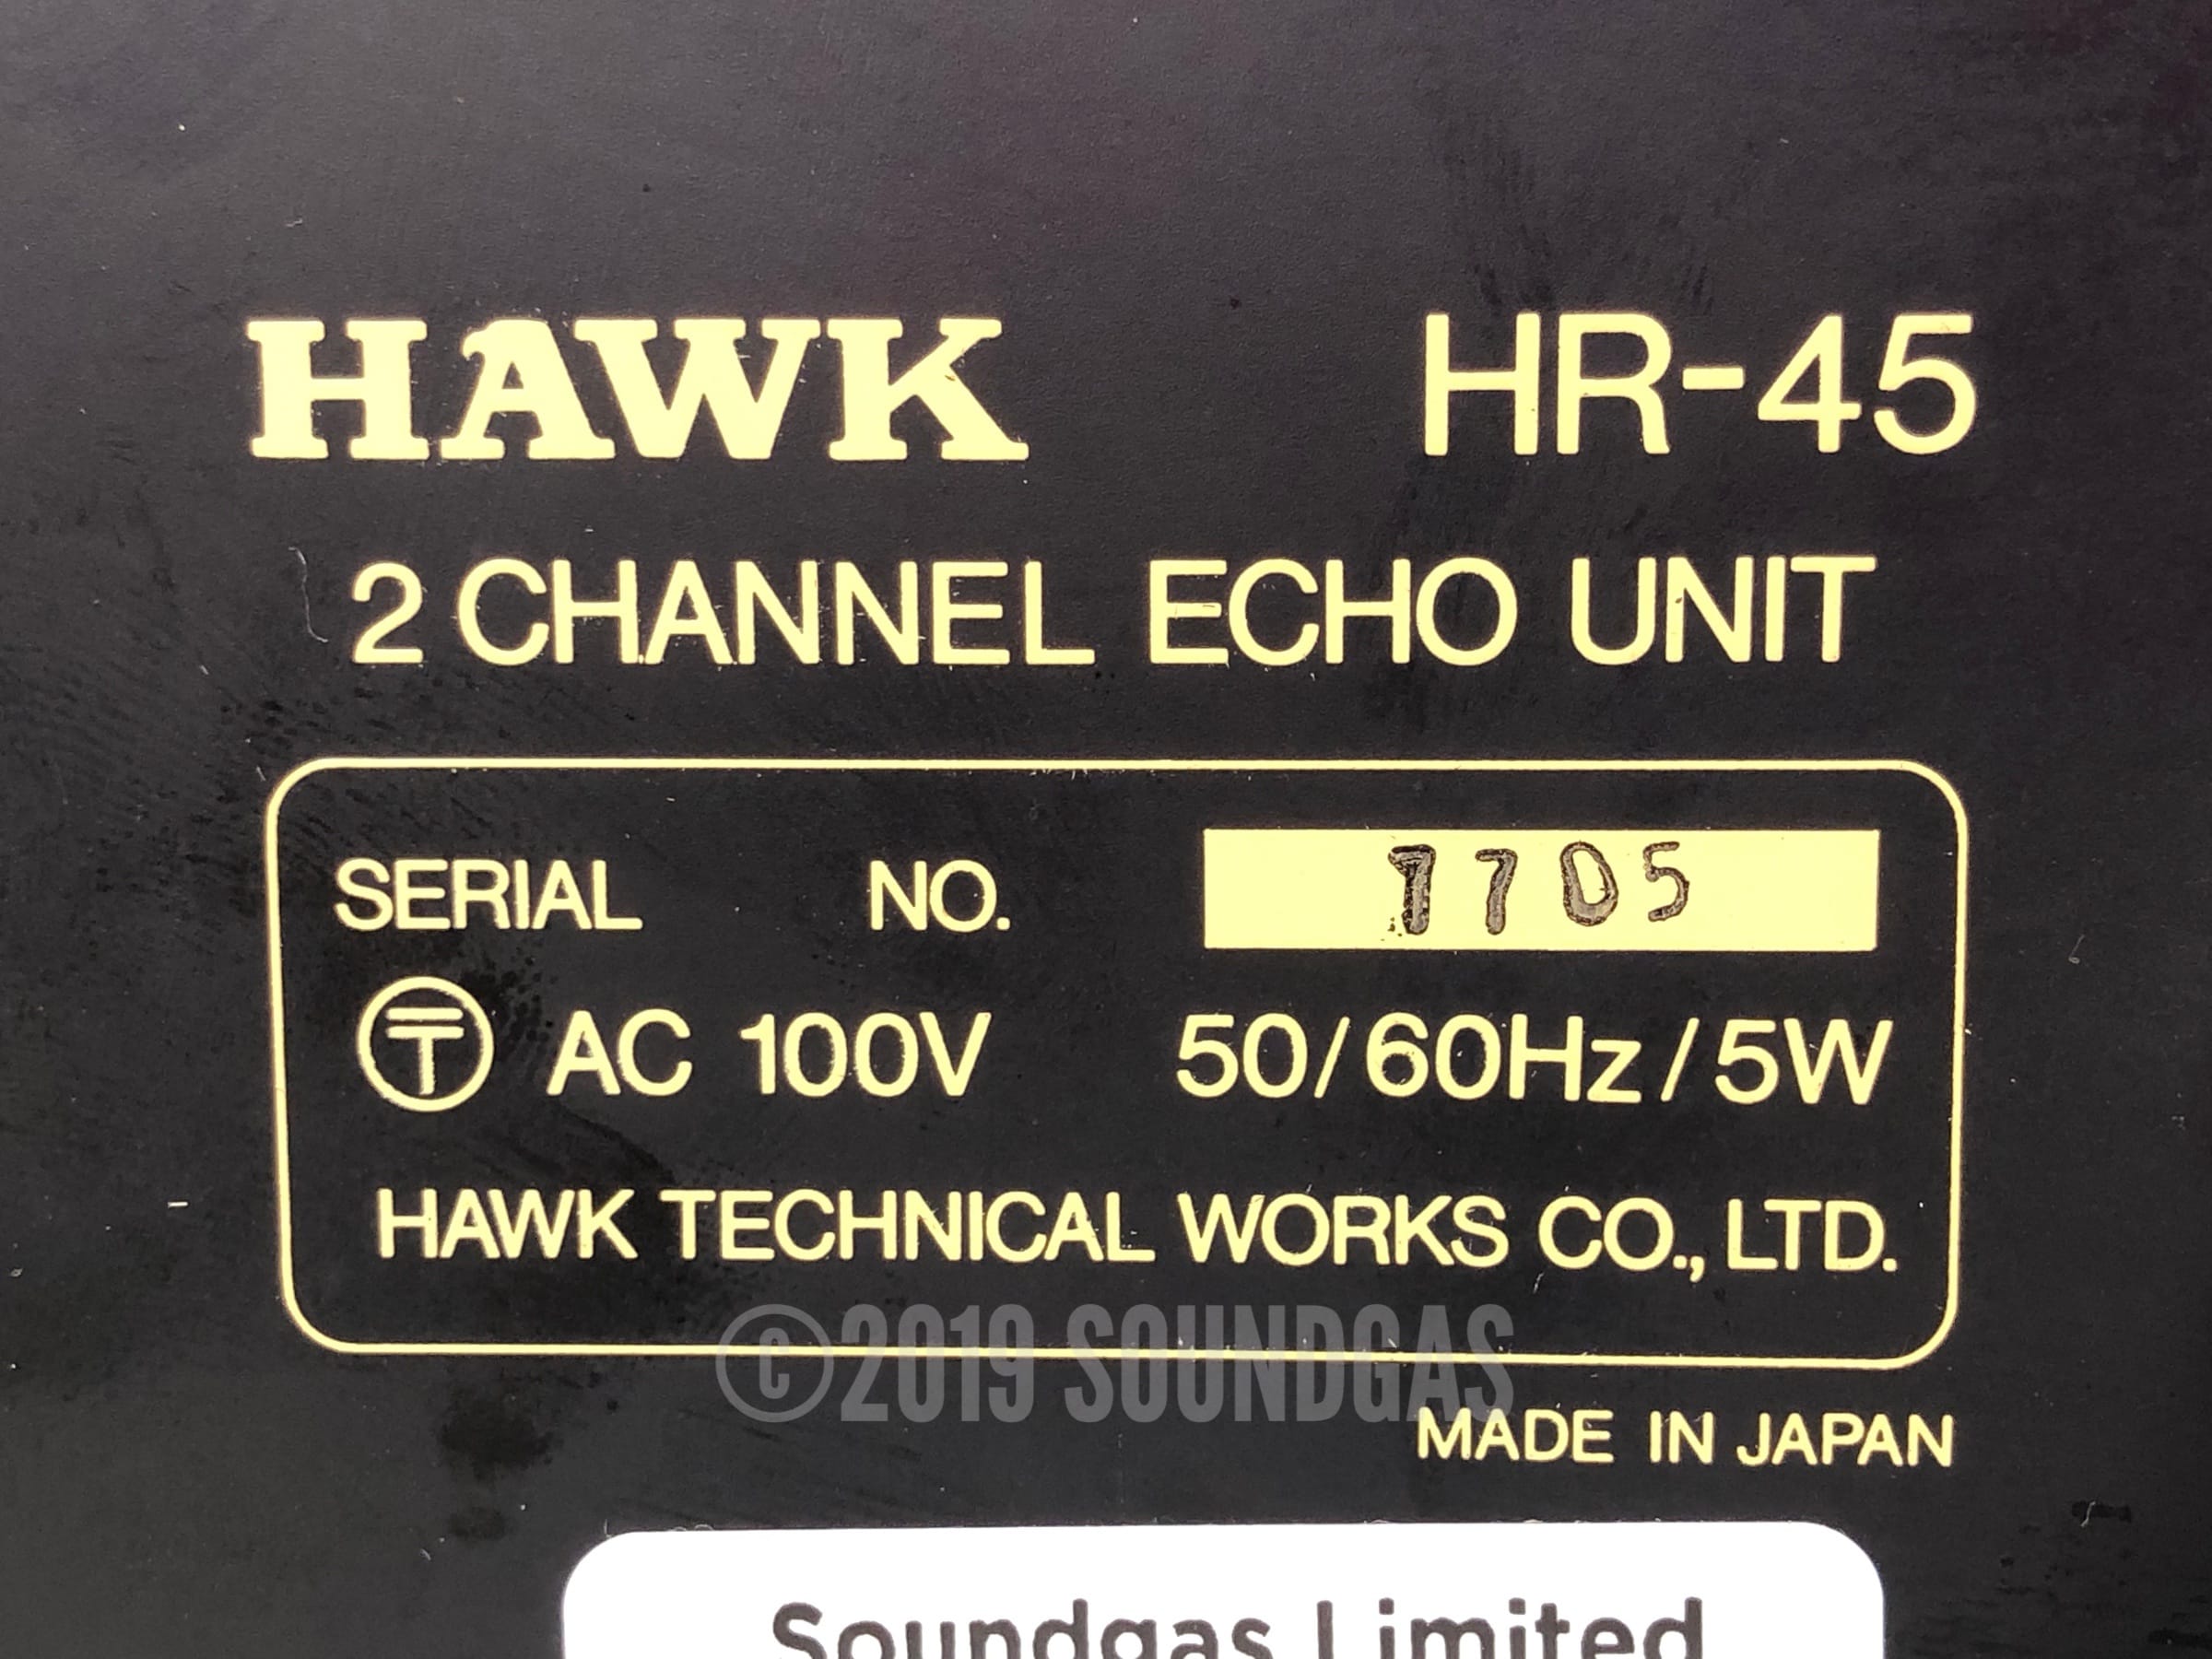 HAWK HR-45
2 CHANNEL ECHO UNIT
SERIAL NO. 7705
〶 AC 100V 50/60Hz/5W
HAWK TECHNICAL WORKS CO., LTD.
©2019 SOUNDGAS
MADE IN JAPAN
Soundgas Limited